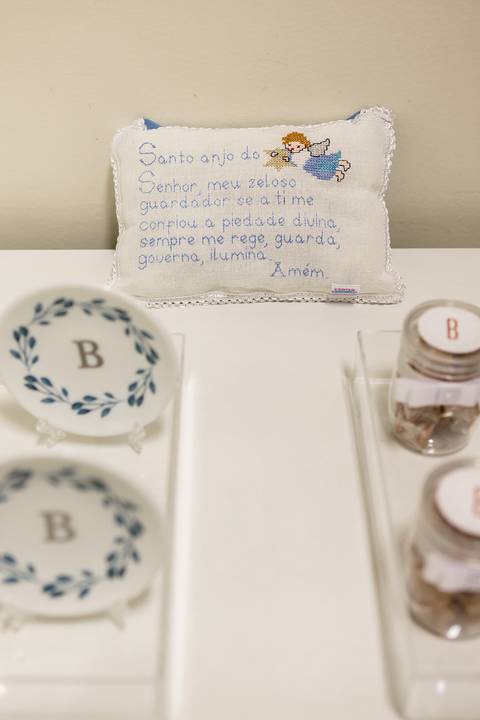 Santo anjo do
Senhor, meu zeloso
guardador se a ti me
confiou a piedade divina,
sempre me rege, guarda,
governa, ilumina.
Amém.
B
B
B
B